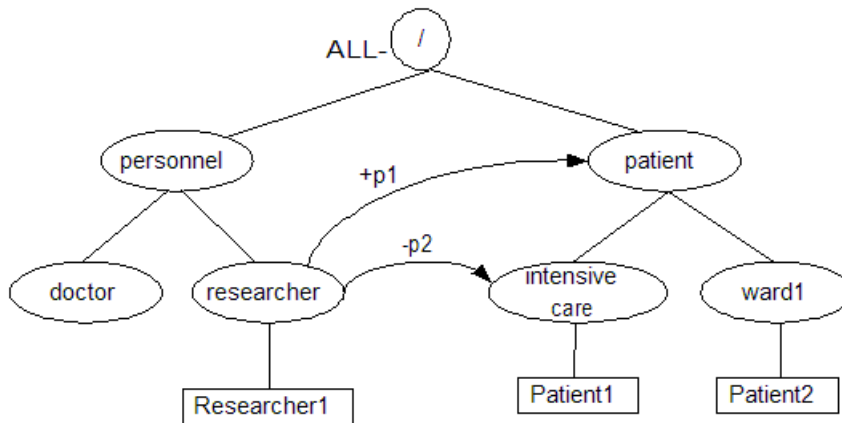 /
ALL-
personnel
patient
+p1
-p2
doctor
researcher
intensive
care
ward1
Researcher1
Patient1
Patient2